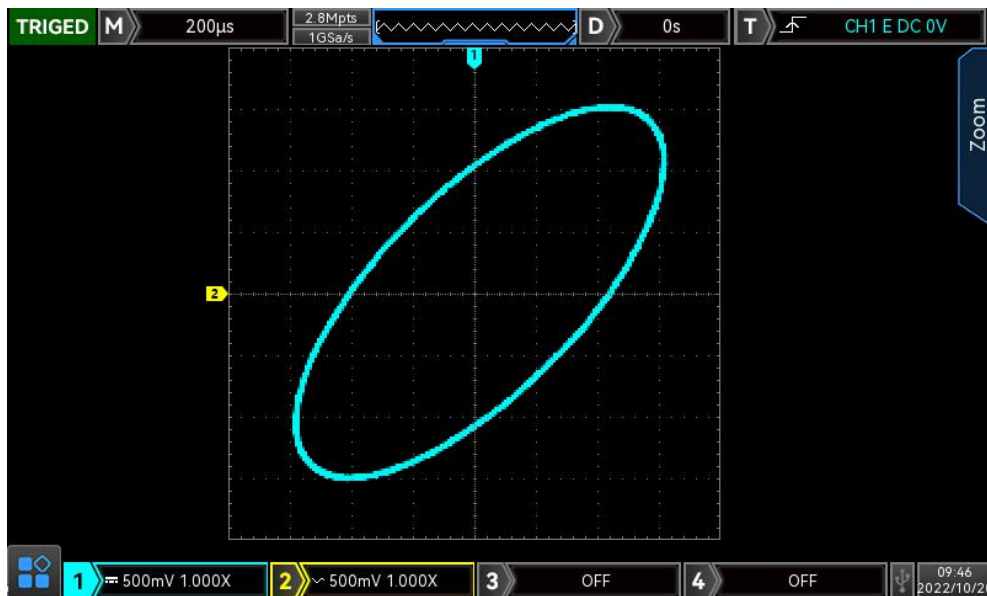 TRIGED M 200μs 2.8Mpts 1GSa/s D 0s T CH1 E DC 0V
1
Zoom
2
1 500mV 1.000X 2 500mV 1.000X 3 OFF 4 OFF 09:46
2022/10/20